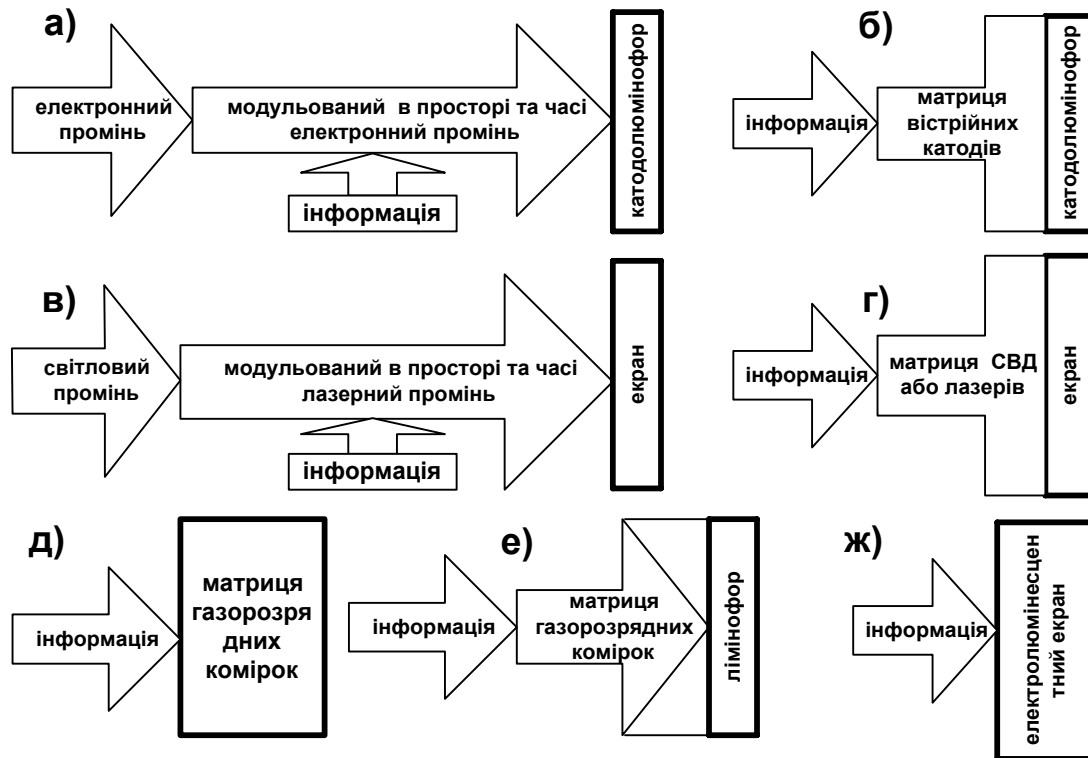 а)
електронний
промінь
модульований в просторі та часі
електронний промінь
інформація
катодолюмінофор
б)
інформація
матриця
вістрійних
катодів
катодолюмінофор
в)
світловий
промінь
модульований в просторі та часі
лазерний промінь
інформація
екран
г)
інформація
матриця СВД
або лазерів
екран
д)
інформація
матриця
газорозря
дних
комірок
е)
інформація
матриця
газорозрядних
комірок
лімінофор
ж)
інформація
електролюмінесцен
тний екран